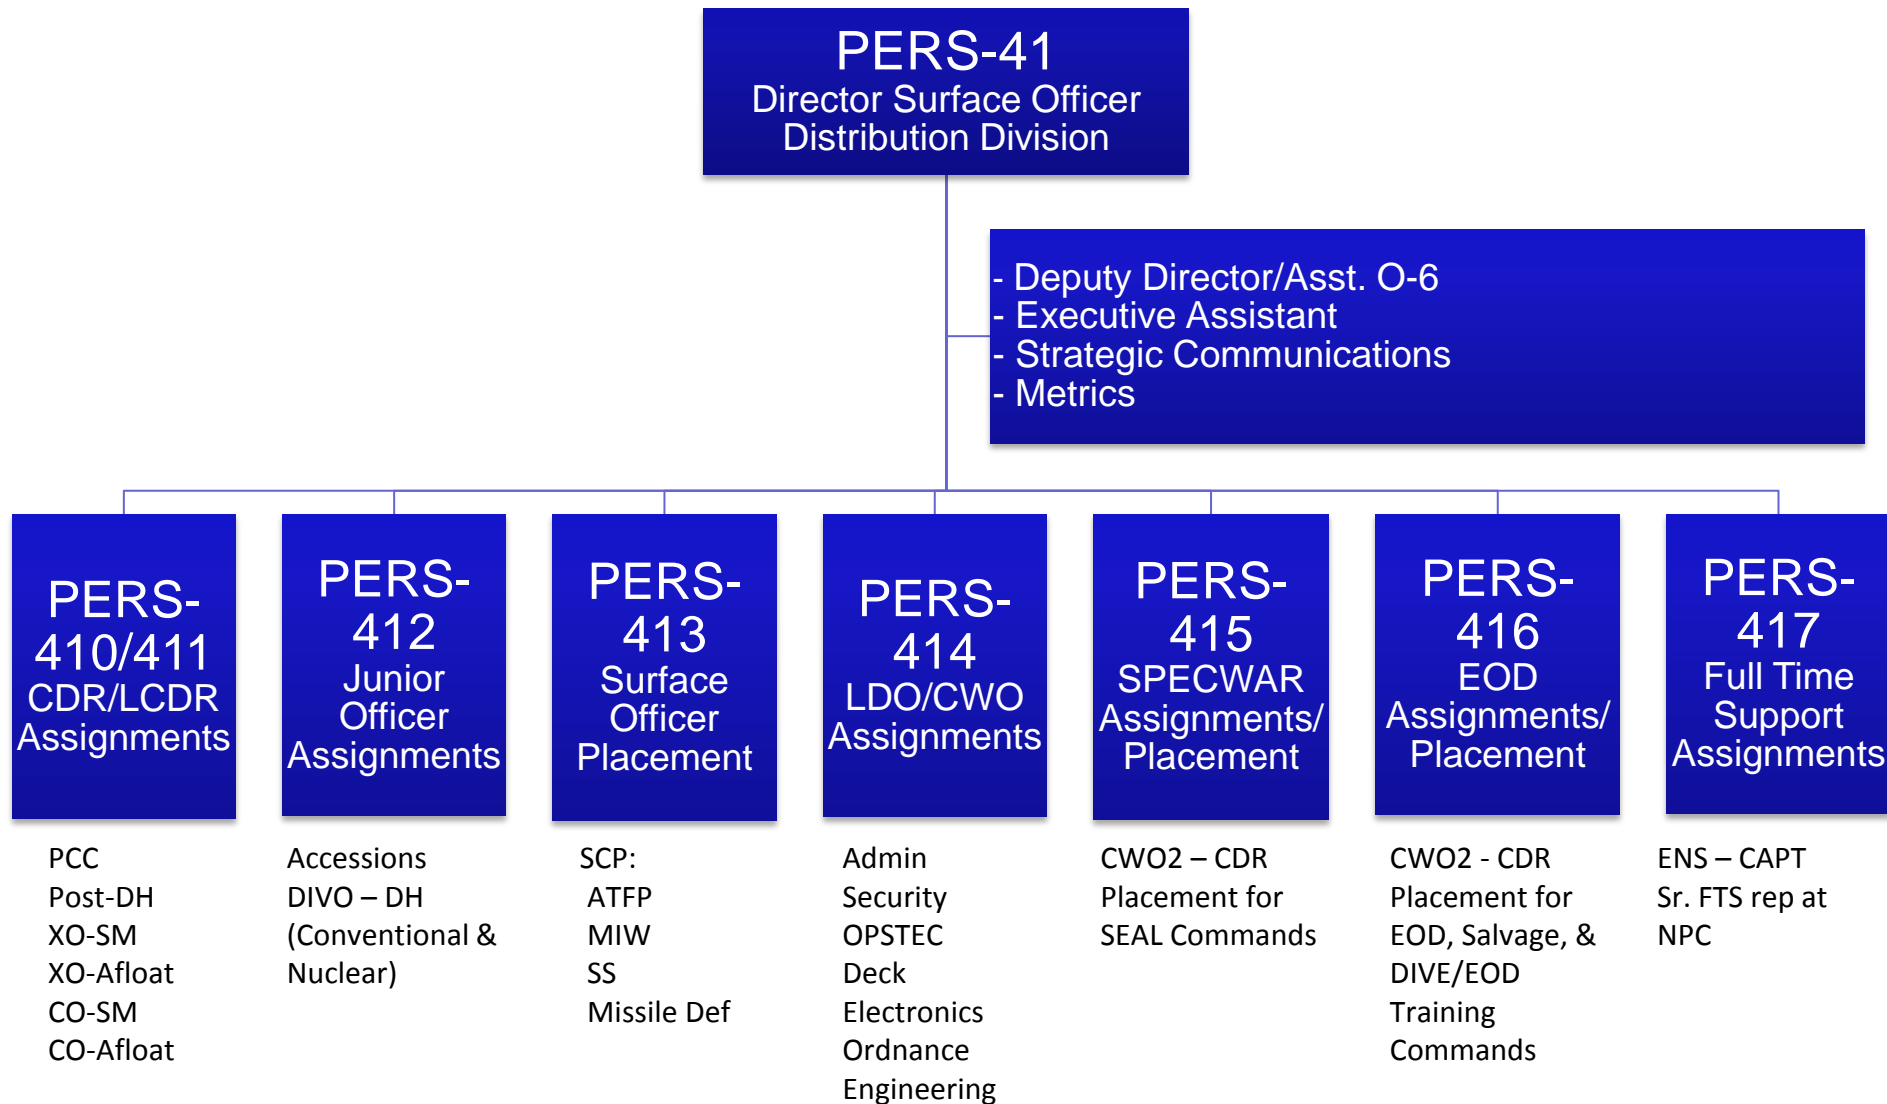 PERS-41
Director Surface Officer
Distribution Division
- Deputy Director/Asst. O-6
- Executive Assistant
- Strategic Communications
- Metrics
PERS-
410/411
CDR/LCDR
Assignments
PERS-
412
Junior
Officer
Assignments
PERS-
413
Surface
Officer
Placement
PERS-
414
LDO/CWO
Assignments
PERS-
415
SPECWAR
Assignments/
Placement
PERS-
416
EOD
Assignments/
Placement
PERS-
417
Full Time
Support
Assignments
PCC
Post-DH
XO-SM
XO-Afloat
CO-SM
CO-Afloat
Accessions
DIVO – DH
(Conventional &
Nuclear)
SCP:
ATFP
MIW
SS
Missile Def
Admin
Security
OPSTEC
Deck
Electronics
Ordnance
Engineering
CWO2 – CDR
Placement for
SEAL Commands
CWO2 - CDR
Placement for
EOD, Salvage, &
DIVE/EOD
Training
Commands
ENS – CAPT
Sr. FTS rep at
NPC